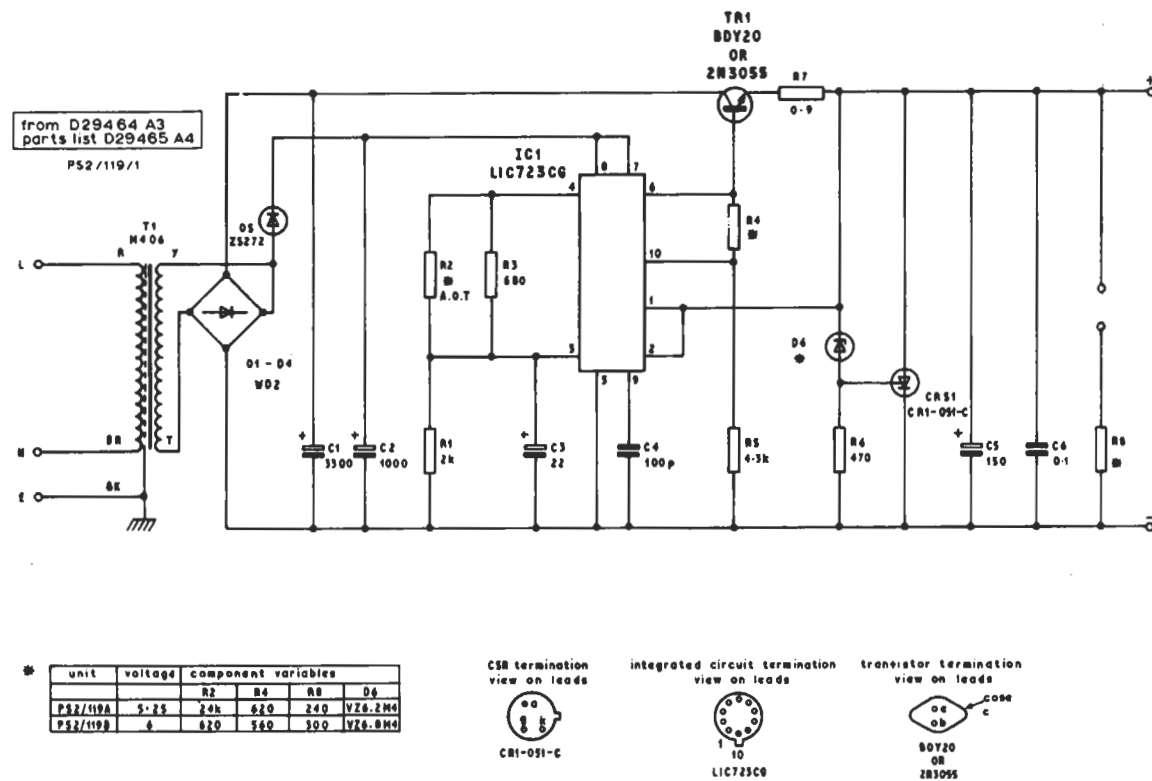 TR1
BDY20
OR
2N3055
R7
0·9
+
from D29464 A3
parts list D29465 A4
PS2/119/1
IC1
LIC723CG
8
7
4
6
T1
M406
D5
ZS272
R
Y
R4
*
L
R2
*
A.O.T
R3
680
10
1
D6
*
D1 - D4
W02
5
2
3
9
CRS1
CR1-051-C
BR
T
N
+
C1
3500
+
C2
1000
R1
2k
+
C3
22
C4
100p
R5
4·3k
R6
470
+
C5
150
C6
0·1
R8
*
E
GK
-
*
unit voltage component variables
R2 R4 R8 D6
PS2/119A 5·25 24k 620 240 VZ6.2M4
PS2/119B 6 620 560 300 VZ6.8M4
CSR termination
view on leads
CR1-051-C
integrated circuit termination
view on leads
1
10
LIC723CG
transistor termination
view on leads
case
c
e
b
BDY20
OR
2N3055